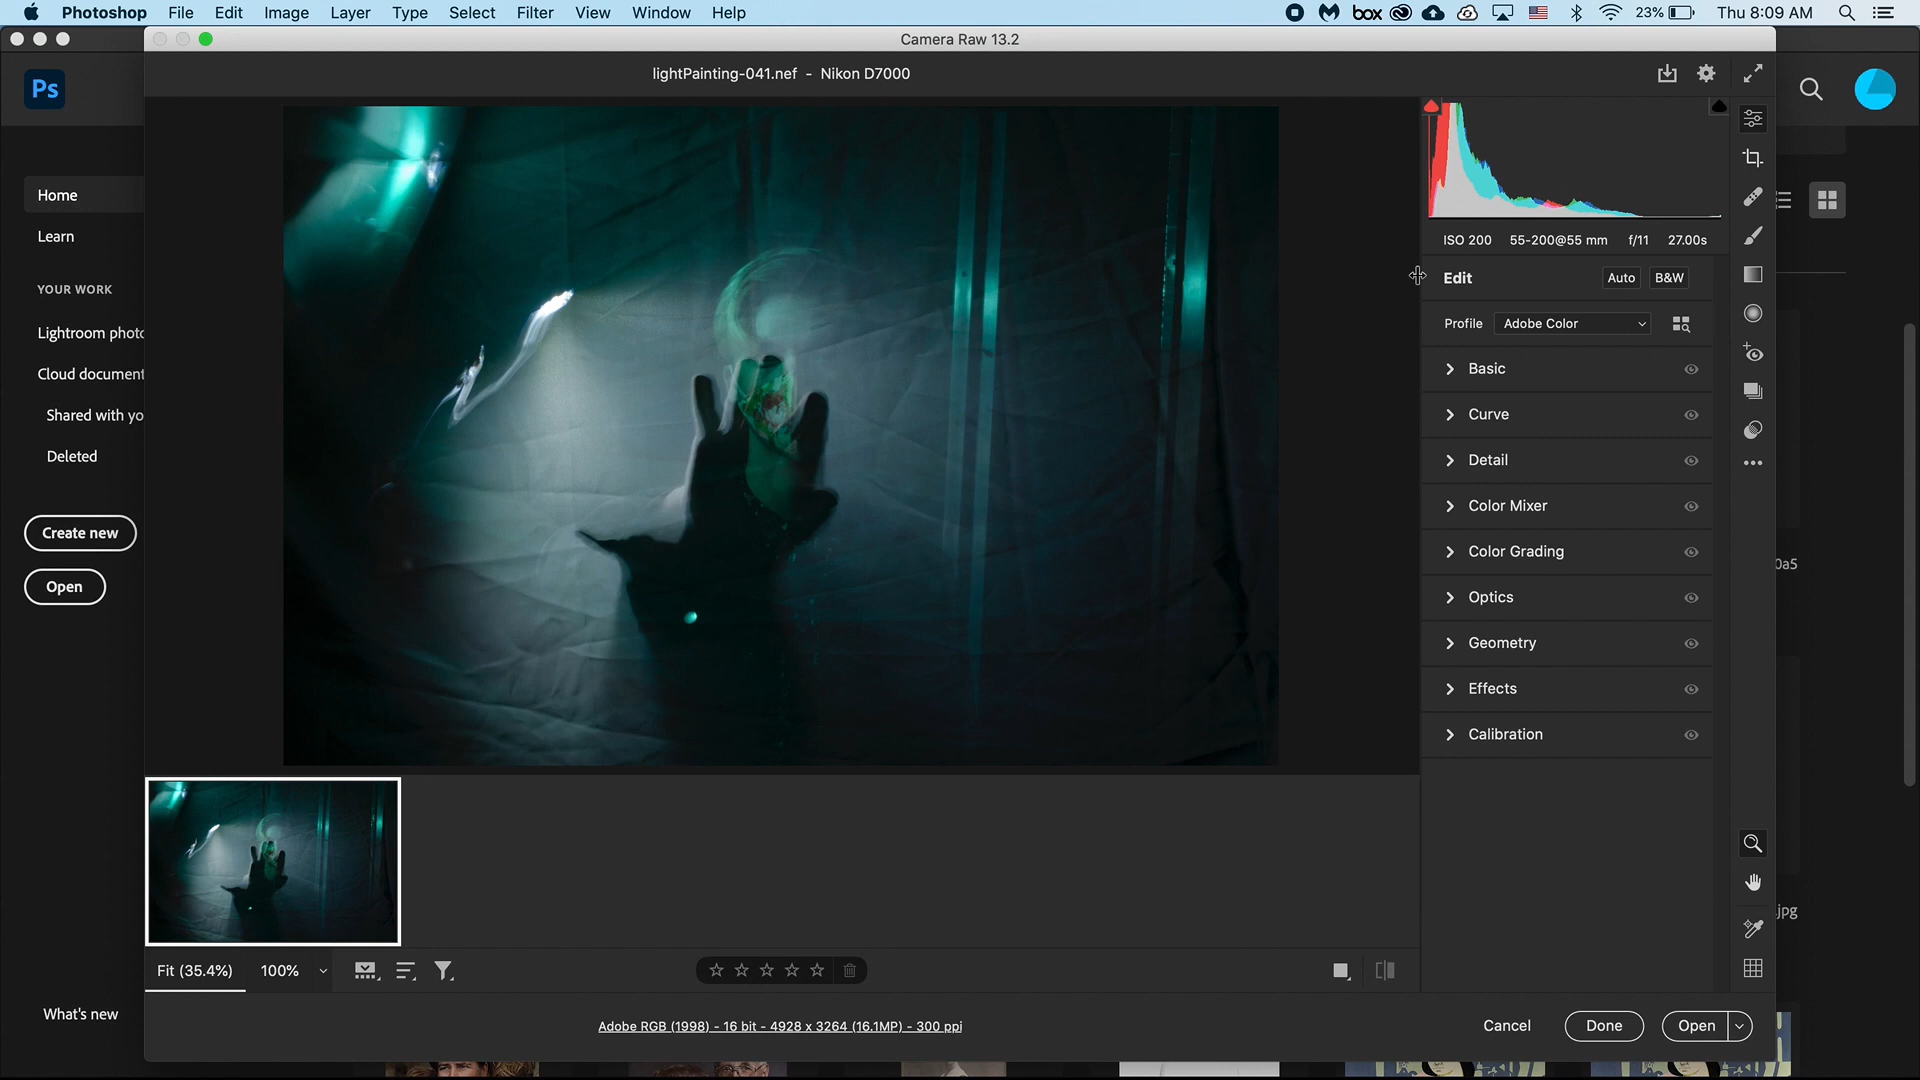 Photoshop File Edit Image Layer Type Select Filter View Window Help
box 23% Thu 8:09 AM
Camera Raw 13.2
Ps
lightPainting-041.nef - Nikon D7000
Home
Learn
YOUR WORK
Lightroom photo
Cloud document
Shared with yo
Deleted
Create new
Open
What's new
ISO 200 55-200@55 mm f/11 27.00s
Edit Auto B&W
Profile Adobe Color
Basic
Curve
Detail
Color Mixer
Color Grading
Optics
Geometry
Effects
Calibration
0a5
.jpg
Fit (35.4%) 100%
Adobe RGB (1998) - 16 bit - 4928 x 3264 (16.1MP) - 300 ppi
Cancel Done Open